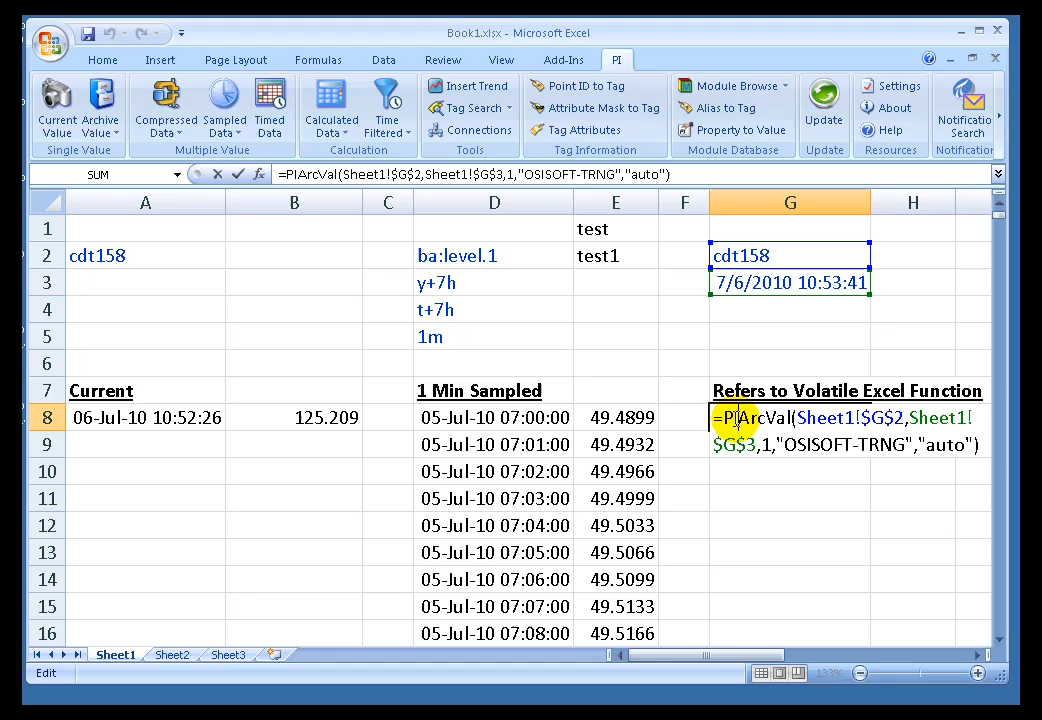 Book1.xlsx - Microsoft Excel
Home Insert Page Layout Formulas Data Review View Add-Ins PI
Current Value Archive Value Compressed Data Sampled Data Timed Data Calculated Data Time Filtered Insert Trend Point ID to Tag Module Browse Update Settings Notificatio Search
Tag Search Attribute Mask to Tag Alias to Tag About
Connections Tag Attributes Property to Value Help
Single Value Multiple Value Calculation Tools Tag Information Module Database Update Resources Notification
SUM =PIArcVal(Sheet1!$G$2,Sheet1!$G$3,1,"OSISOFT-TRNG","auto")
A B C D E F G H
1 test
2 cdt158 ba:level.1 test1 cdt158
3 y+7h 7/6/2010 10:53:41
4 t+7h
5 1m
6
7 Current 1 Min Sampled Refers to Volatile Excel Function
8 06-Jul-10 10:52:26 125.209 05-Jul-10 07:00:00 49.4899 =PIArcVal(Sheet1!$G$2,Sheet1!
9 05-Jul-10 07:01:00 49.4932 $G$3,1,"OSISOFT-TRNG","auto")
10 05-Jul-10 07:02:00 49.4966
11 05-Jul-10 07:03:00 49.4999
12 05-Jul-10 07:04:00 49.5033
13 05-Jul-10 07:05:00 49.5066
14 05-Jul-10 07:06:00 49.5099
15 05-Jul-10 07:07:00 49.5133
16 05-Jul-10 07:08:00 49.5166
Sheet1 Sheet2 Sheet3
Edit 133%